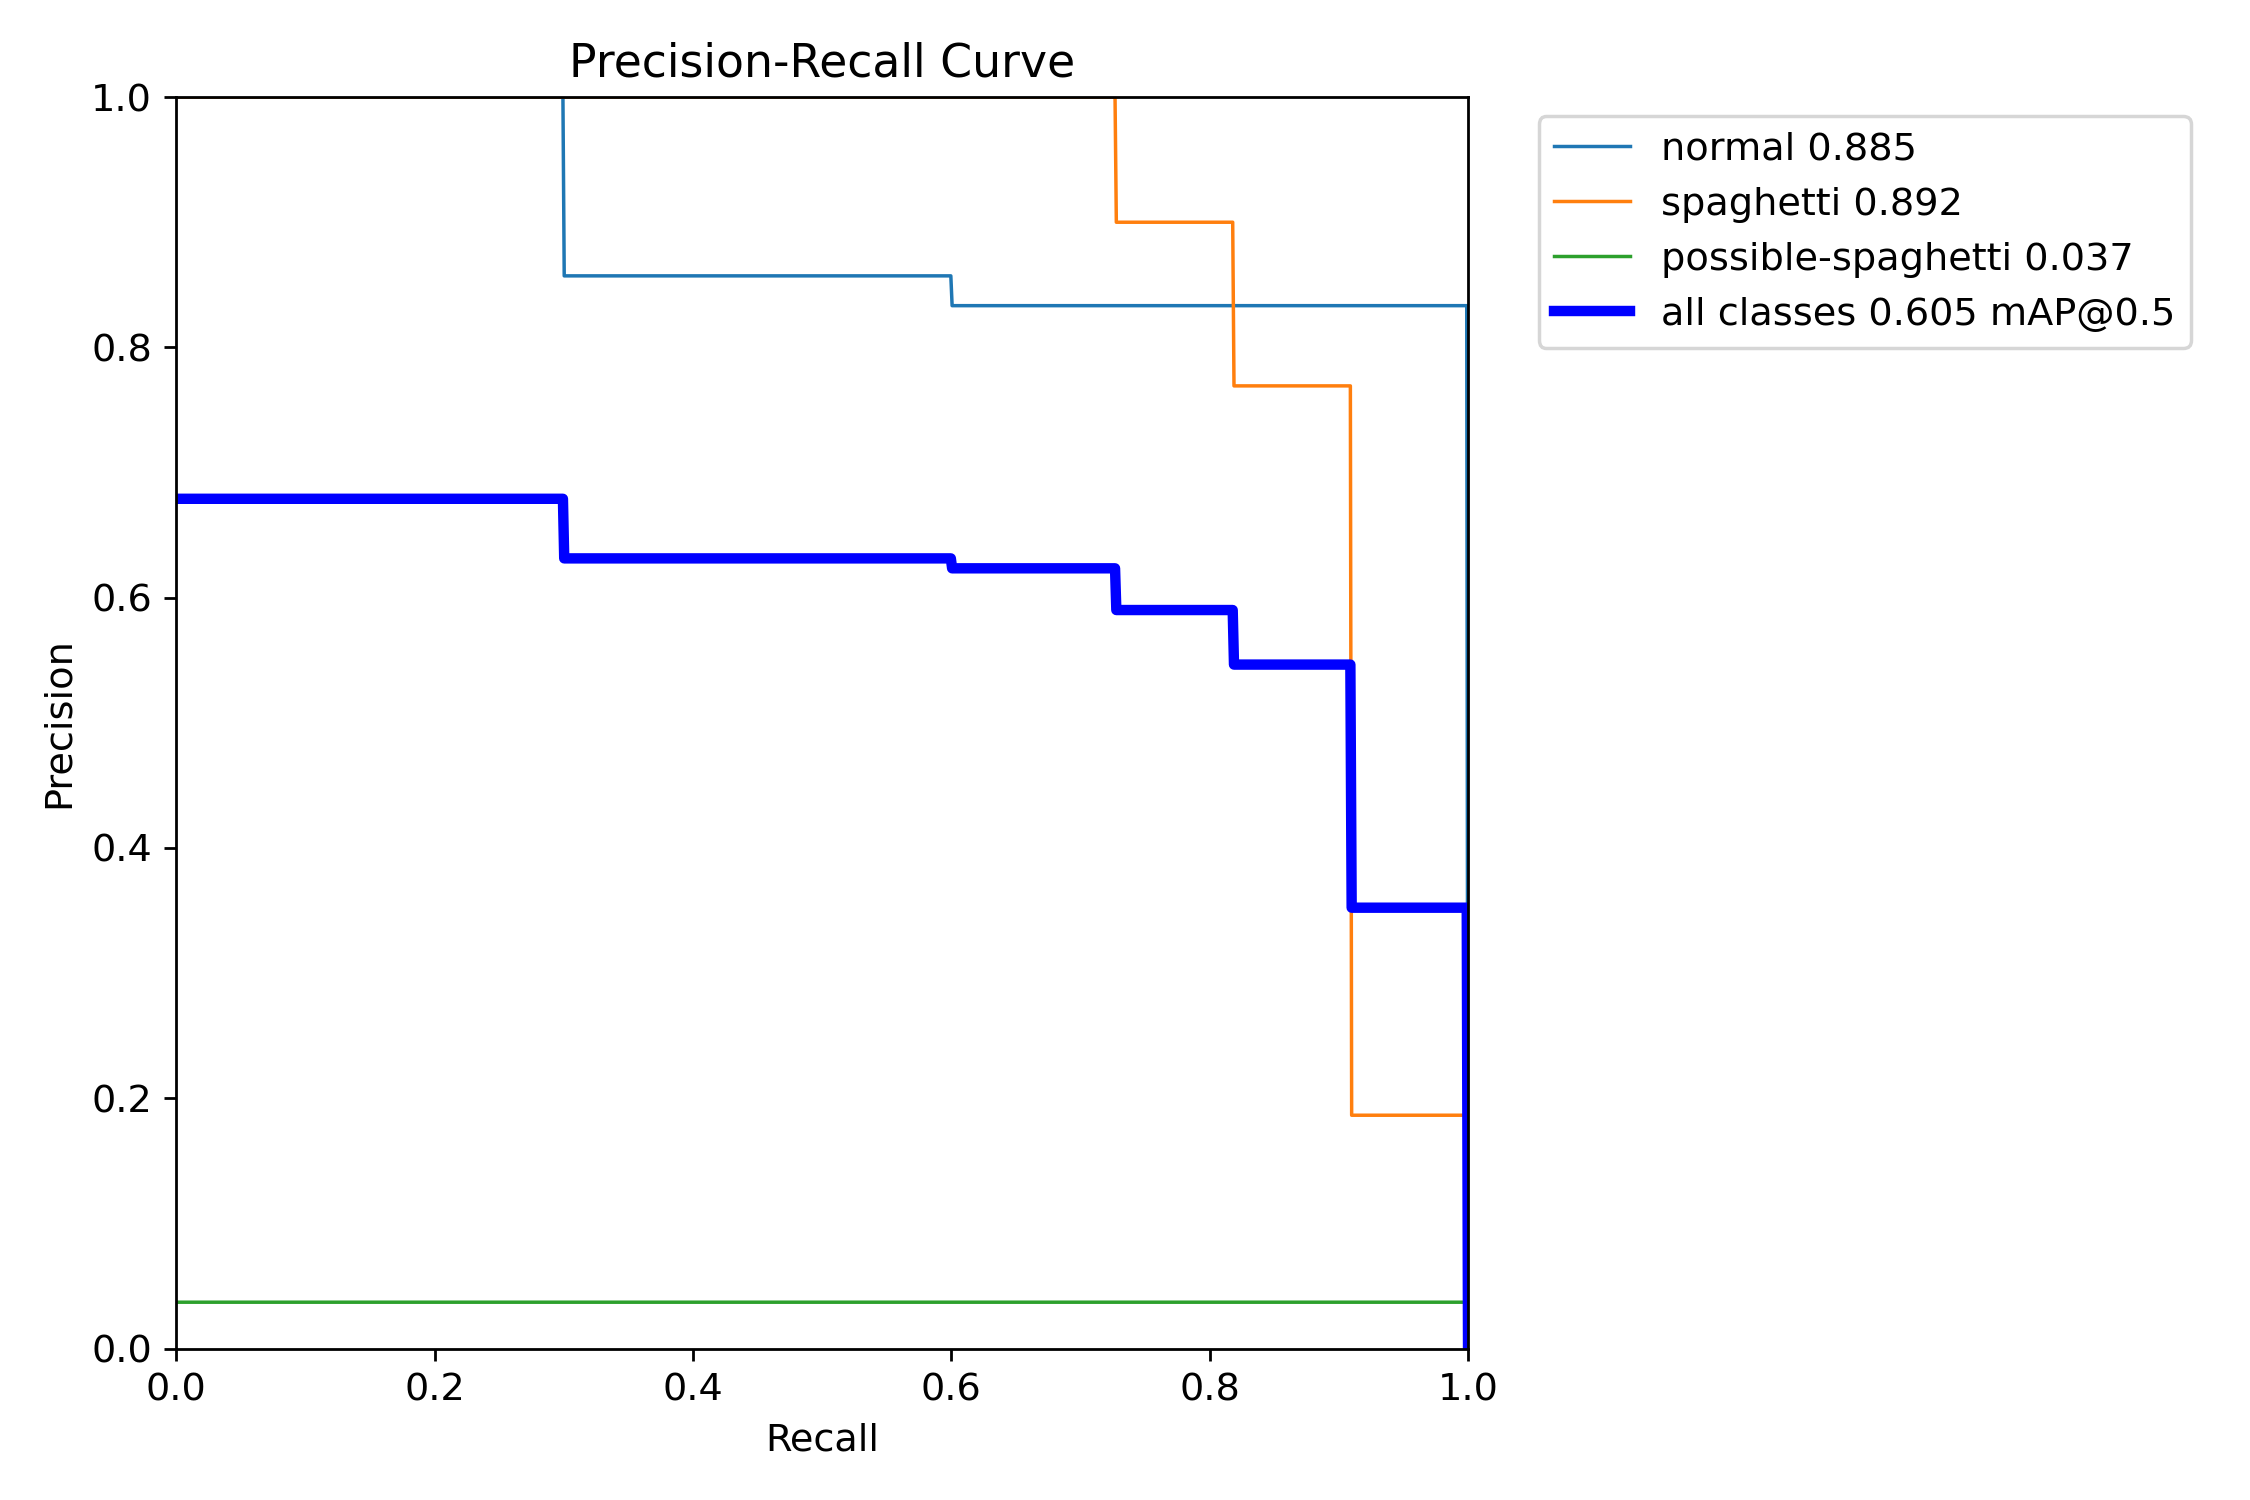 Precision-Recall Curve
1.0
0.8
0.6
0.4
0.2
0.0
Precision
0.0 0.2 0.4 0.6 0.8 1.0
Recall
normal 0.885
spaghetti 0.892
possible-spaghetti 0.037
all classes 0.605 mAP@0.5